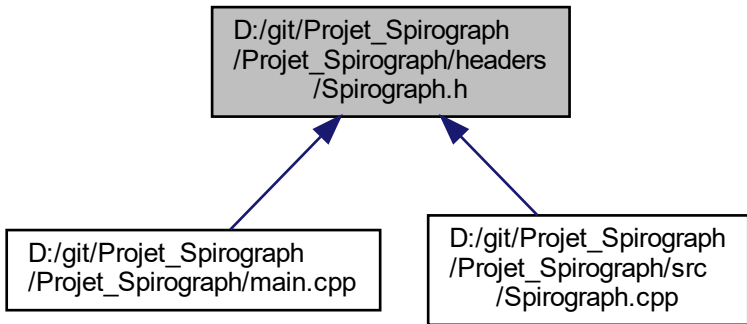 D:/git/Projet_Spirograph
/Projet_Spirograph/headers
/Spirograph.h
D:/git/Projet_Spirograph
/Projet_Spirograph/main.cpp
D:/git/Projet_Spirograph
/Projet_Spirograph/src
/Spirograph.cpp